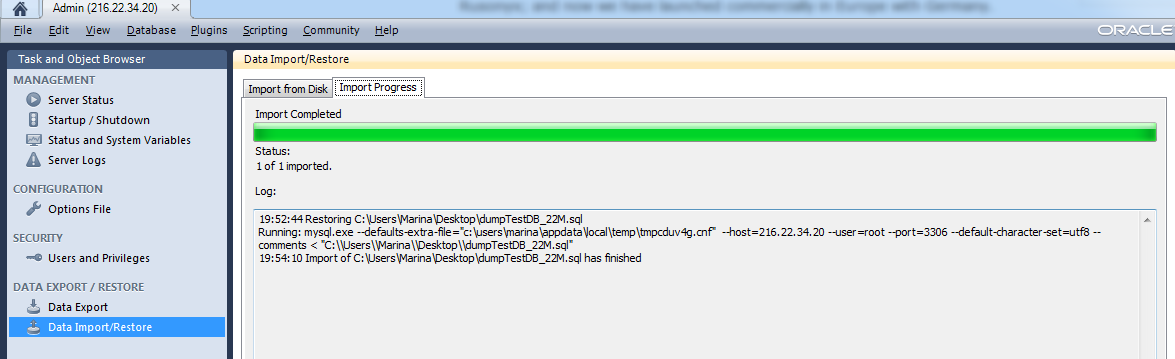 Admin (216.22.34.20)
File Edit View Database Plugins Scripting Community Help
ORACLE
Task and Object Browser
MANAGEMENT
Server Status
Startup / Shutdown
Status and System Variables
Server Logs
CONFIGURATION
Options File
SECURITY
Users and Privileges
DATA EXPORT / RESTORE
Data Export
Data Import/Restore
Data Import/Restore
Import from Disk Import Progress
Import Completed
Status:
1 of 1 imported.
Log:
19:52:44 Restoring C:\Users\Marina\Desktop\dumpTestDB_22M.sql
Running: mysql.exe --defaults-extra-file="c:\users\marina\appdata\local\temp\tmpcduv4g.cnf" --host=216.22.34.20 --user=root --port=3306 --default-character-set=utf8 --
comments < "C:\\Users\\Marina\\Desktop\\dumpTestDB_22M.sql"
19:54:10 Import of C:\Users\Marina\Desktop\dumpTestDB_22M.sql has finished